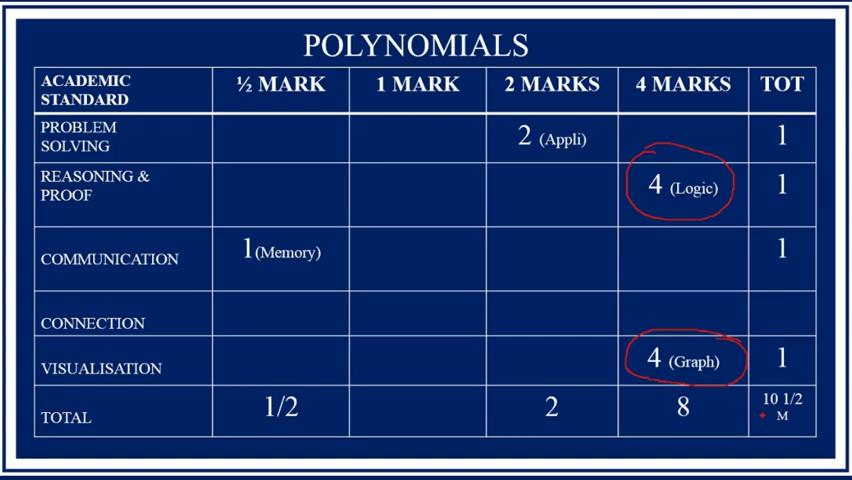 POLYNOMIALS
ACADEMIC STANDARD ½ MARK 1 MARK 2 MARKS 4 MARKS TOT
PROBLEM SOLVING 2 (Appli) 1
REASONING & PROOF 4 (Logic) 1
COMMUNICATION 1(Memory) 1
CONNECTION
VISUALISATION 4 (Graph) 1
TOTAL 1/2 2 8 10 1/2 M